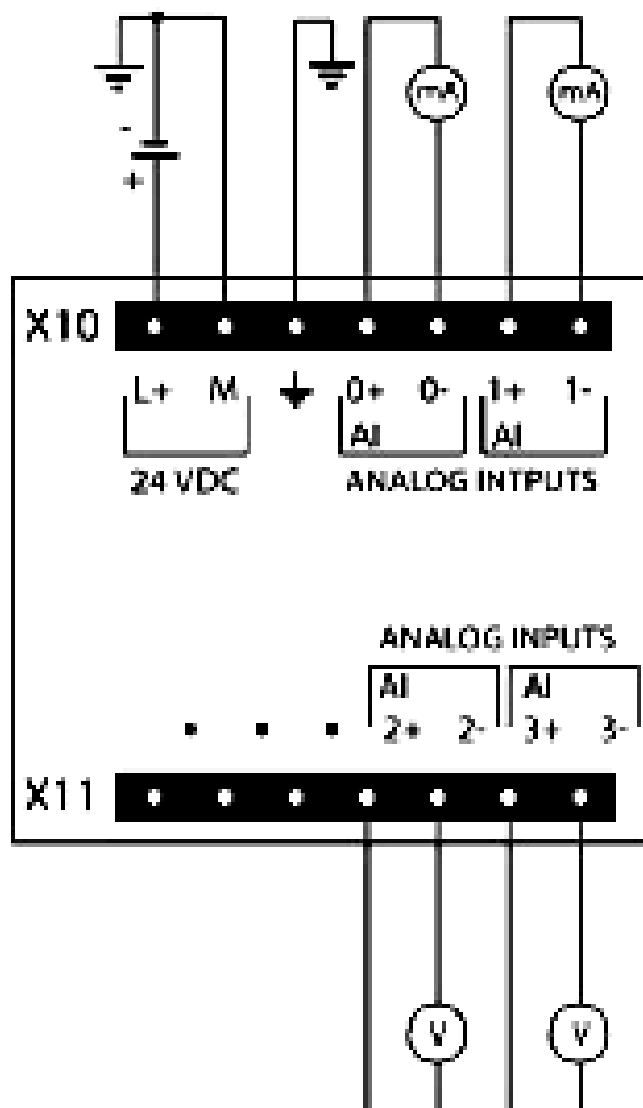 mA mA
-
+
X10
L+ M 0+ 0- 1+ 1-
AI AI
24 VDC ANALOG INTPUTS
ANALOG INPUTS
AI AI
2+ 2- 3+ 3-
X11
V V